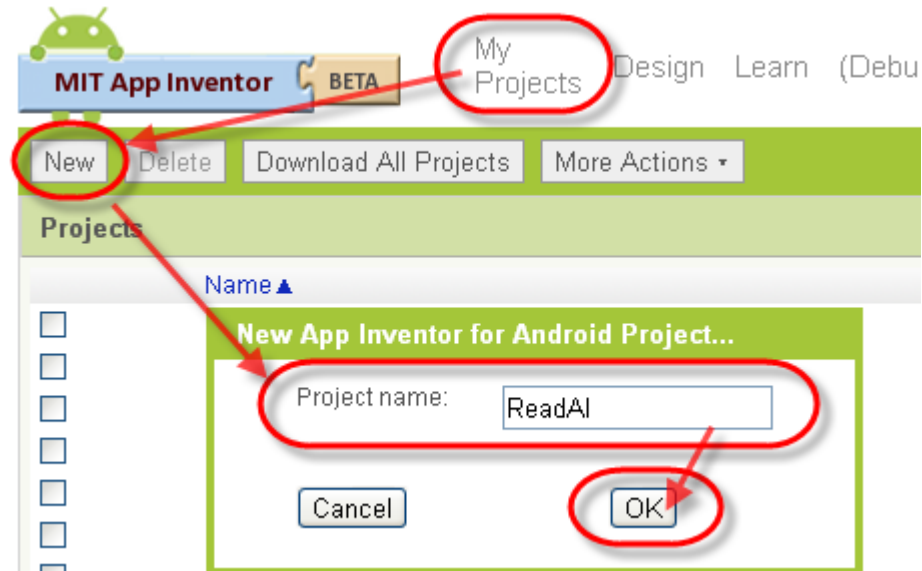 My
Projects Design Learn (Debu
MIT App Inventor BETA
New Delete Download All Projects More Actions
Projects
Name
New App Inventor for Android Project...
Project name: ReadAI
Cancel OK